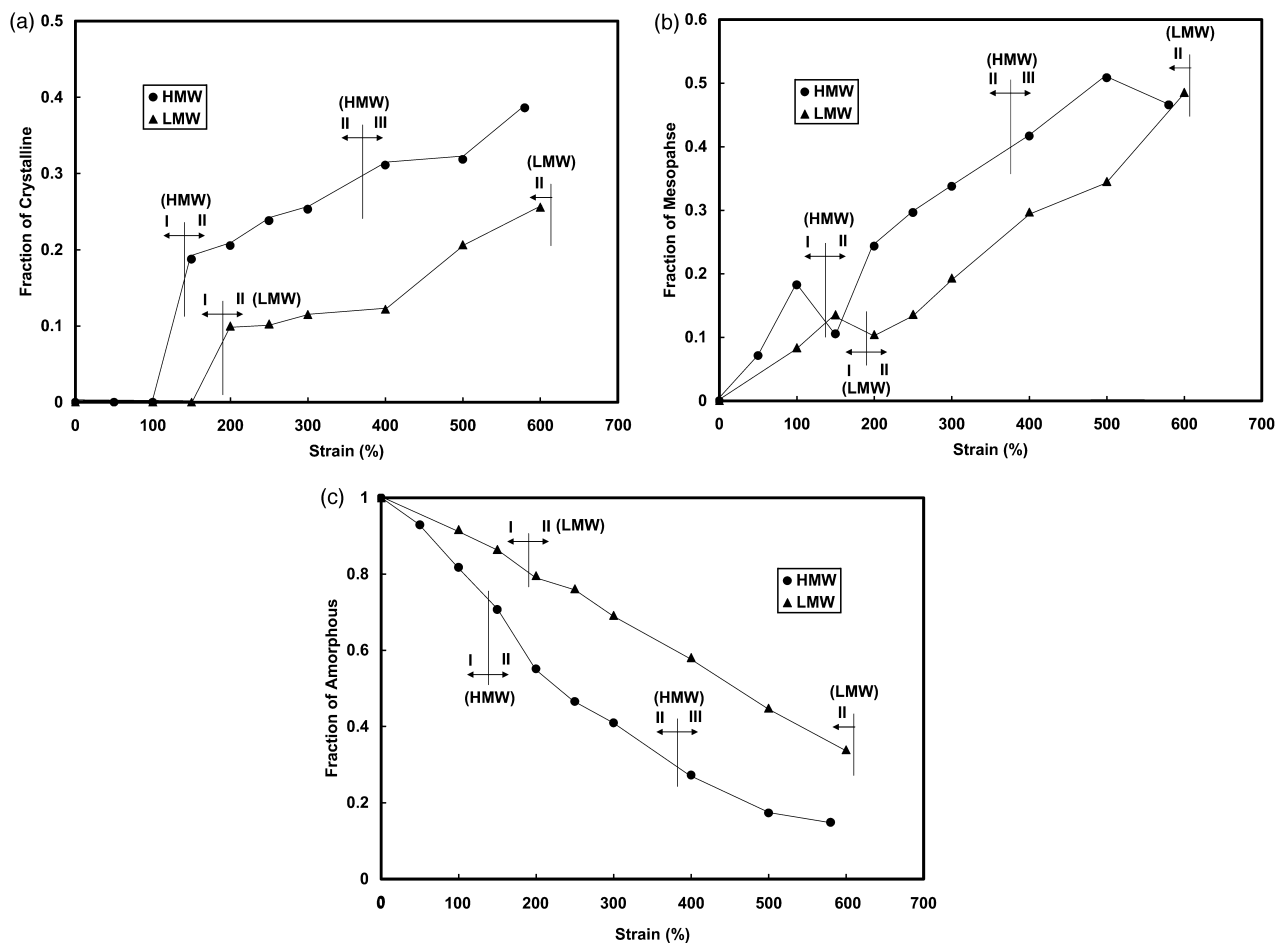 (a)
0.5
0.4
0.3
0.2
0.1
0
Fraction of Crystalline
HMW
LMW
(HMW)
I II
(HMW)
II III
I II (LMW)
(LMW)
II
0 100 200 300 400 500 600 700
Strain (%)
(b)
0.6
0.5
0.4
0.3
0.2
0.1
0
Fraction of Mesopahse
HMW
LMW
(HMW)
I II
(HMW)
II III
I II
(LMW)
(LMW)
II
0 100 200 300 400 500 600 700
Strain (%)
(c)
1
0.8
0.6
0.4
0.2
0
Fraction of Amorphous
HMW
LMW
I II (LMW)
I II
(HMW)
(HMW)
II III
(LMW)
II
0 100 200 300 400 500 600 700
Strain (%)